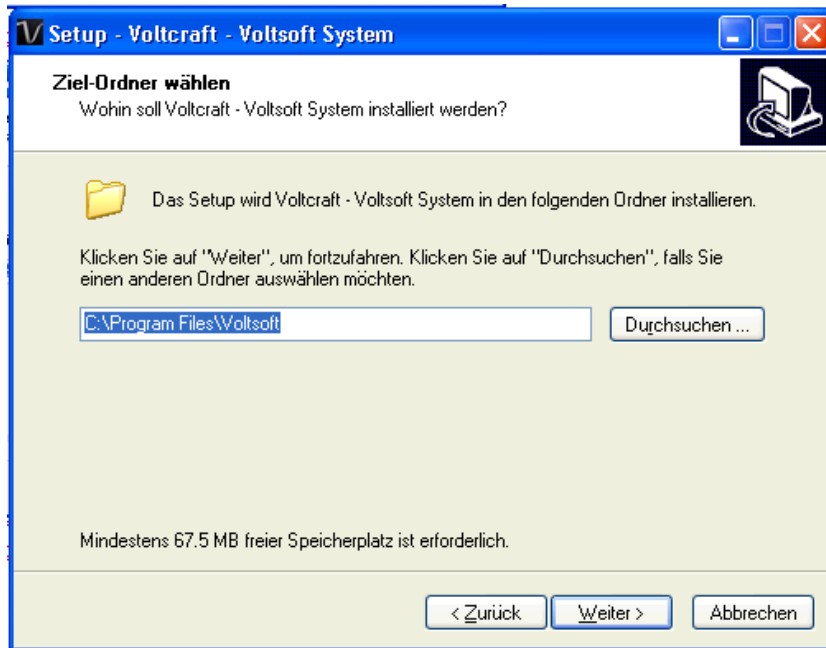 Setup - Voltcraft - Voltsoft System
Ziel-Ordner wählen
Wohin soll Voltcraft - Voltsoft System installiert werden?
Das Setup wird Voltcraft - Voltsoft System in den folgenden Ordner installieren.
Klicken Sie auf "Weiter", um fortzufahren. Klicken Sie auf "Durchsuchen", falls Sie
einen anderen Ordner auswählen möchten.
C:\Program Files\Voltsoft
Durchsuchen ...
Mindestens 67.5 MB freier Speicherplatz ist erforderlich.
< Zurück
Weiter >
Abbrechen